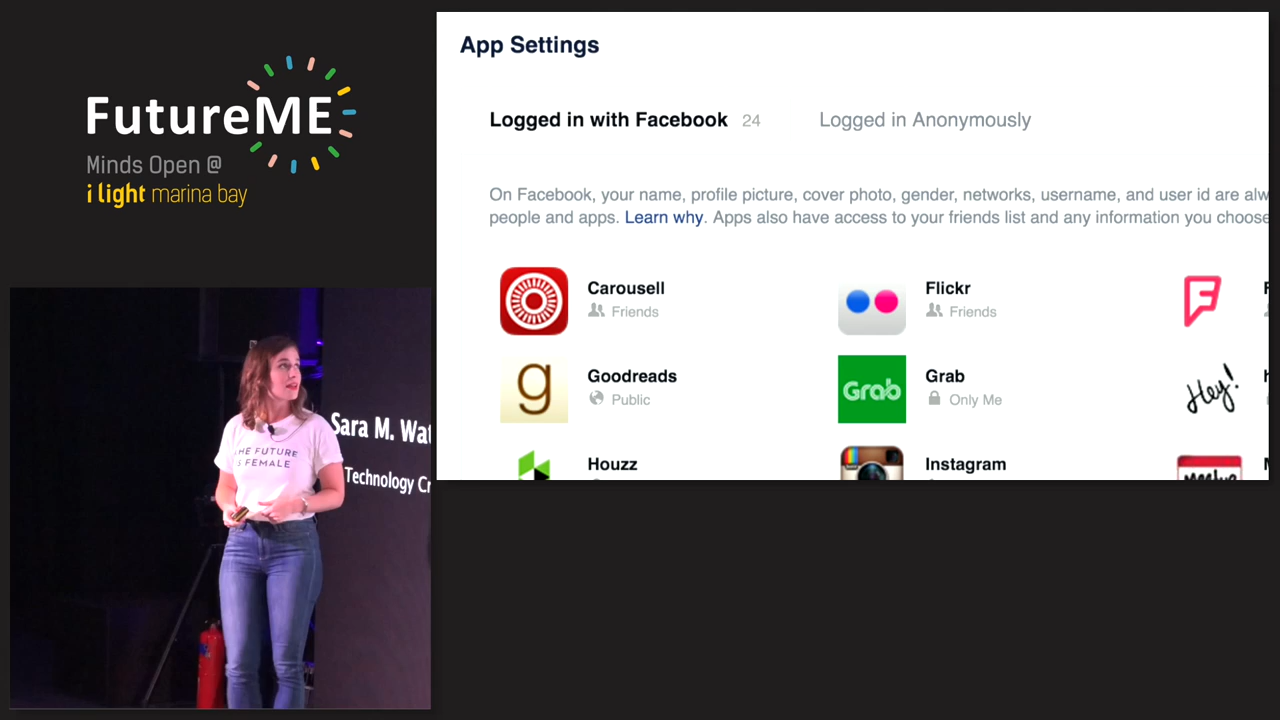 FutureME
Minds Open @
i light marina bay
App Settings
Logged in with Facebook 24
Logged in Anonymously
On Facebook, your name, profile picture, cover photo, gender, networks, username, and user id are alw
people and apps. Learn why. Apps also have access to your friends list and any information you choose
Carousell
Friends
Flickr
Friends
Goodreads
Public
Grab
Grab
Only Me
Hey!
Houzz
Instagram
g
THE FUTURE
IS FEMALE
Sara M. Wat
Technology Cr